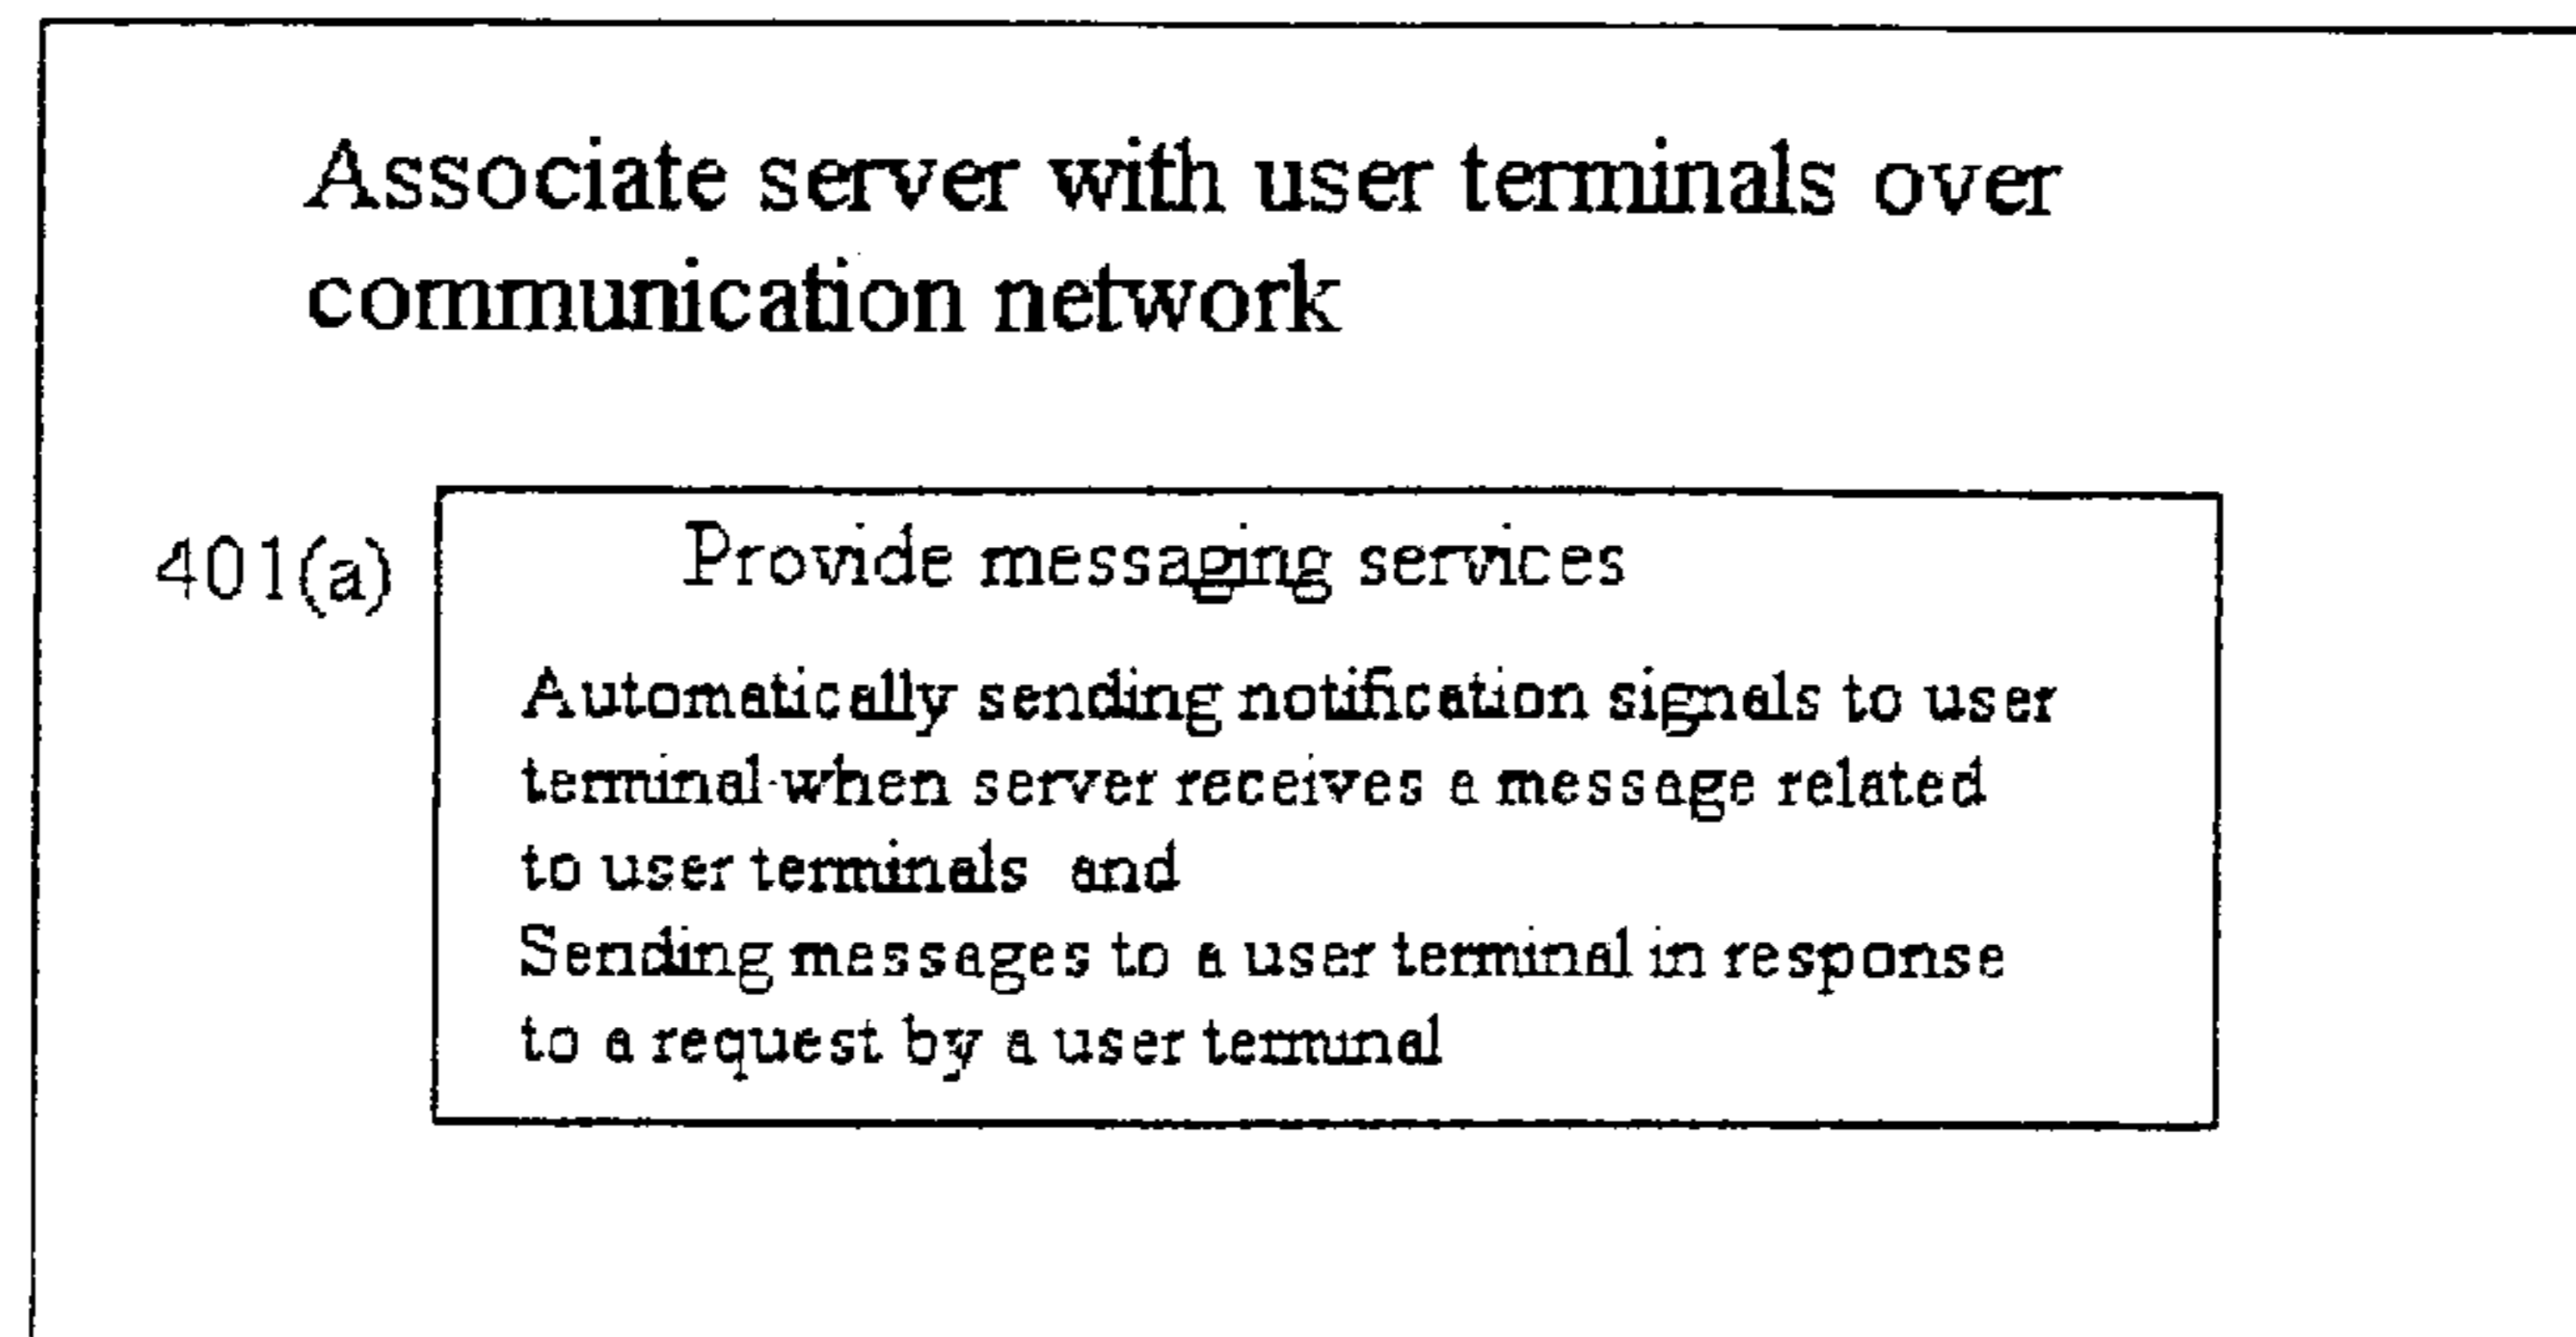 Associate server with user terminals over
communication network
401(a)
Provide messaging services
Automatically sending notification signals to user
terminal when server receives a message related
to user terminals and
Sending messages to a user terminal in response
to a request by a user terminal